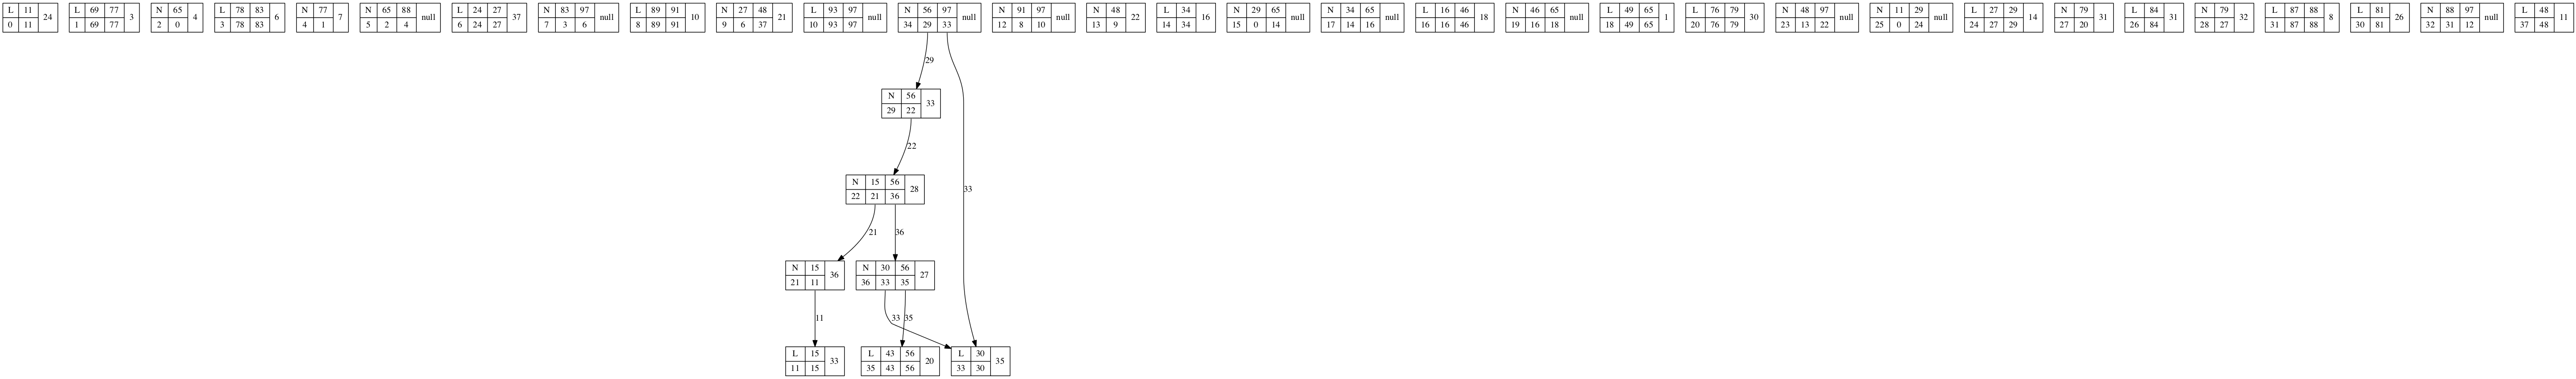 L 11 24
0 11
L 69 77 3
1 69 77
N 65 4
2 0
L 78 83 6
3 78 83
N 77 7
4 1
N 65 88 null
5 2 4
L 24 27 37
6 24 27
N 83 97 null
7 3 6
L 89 91 10
8 89 91
N 27 48 21
9 6 37
L 93 97 null
10 93 97
N 56 97 null
34 29 33
N 91 97 null
12 8 10
N 48 22
13 9
L 34 16
14 34
N 29 65 null
15 0 14
N 34 65 null
17 14 16
L 16 46 18
16 16 46
N 46 65 null
19 16 18
L 49 65 1
18 49 65
L 76 79 30
20 76 79
N 48 97 null
23 13 22
N 11 29 null
25 0 24
L 27 29 14
24 27 29
N 79 31
27 20
L 84 31
26 84
N 79 32
28 27
L 87 88 8
31 87 88
L 81 26
30 81
N 88 97 null
32 31 12
L 48 11
37 48
29
N 56 33
29 22
22
33
N 15 56 28
22 21 36
21
36
N 15 36
21 11
N 30 56 27
36 33 35
11
33
35
L 15 33
11 15
L 43 56 20
35 43 56
L 30 35
33 30